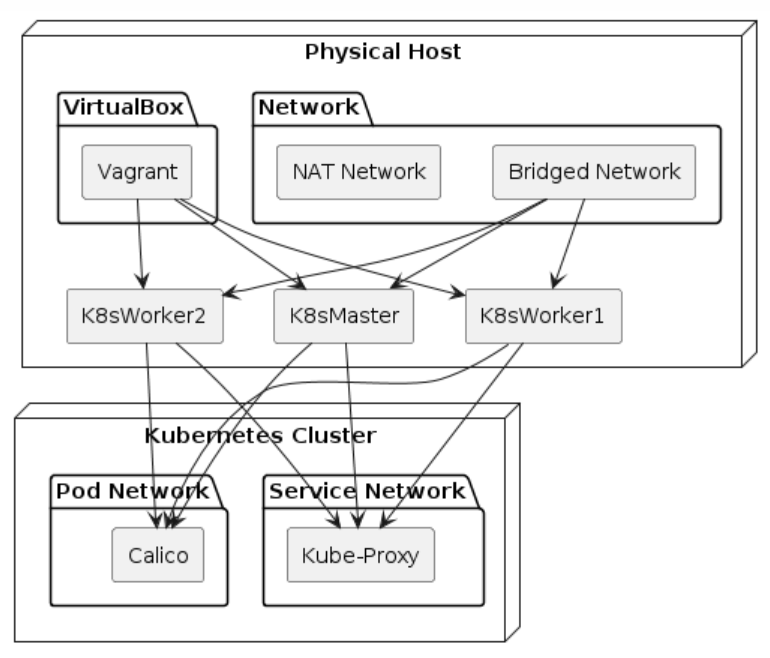 Physical Host
VirtualBox
Network
Vagrant
NAT Network
Bridged Network
K8sWorker2
K8sMaster
K8sWorker1
Kubernetes Cluster
Pod Network
Service Network
Calico
Kube-Proxy